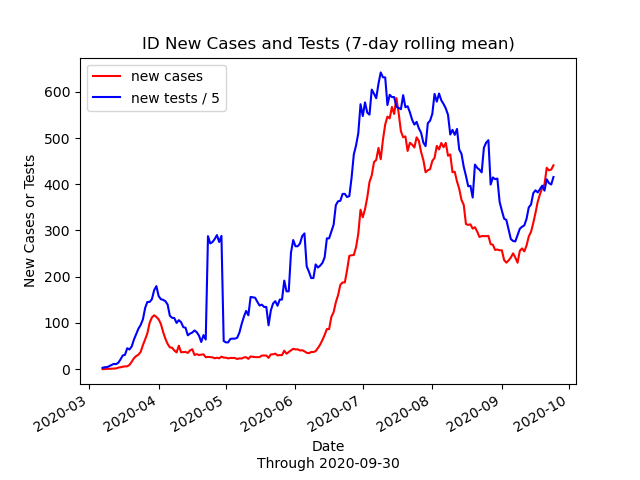 ID New Cases and Tests (7-day rolling mean)
new cases
new tests / 5
New Cases or Tests
600
500
400
300
200
100
0
2020-03
2020-04
2020-05
2020-06
2020-07
2020-08
2020-09
2020-10
Date
Through 2020-09-30